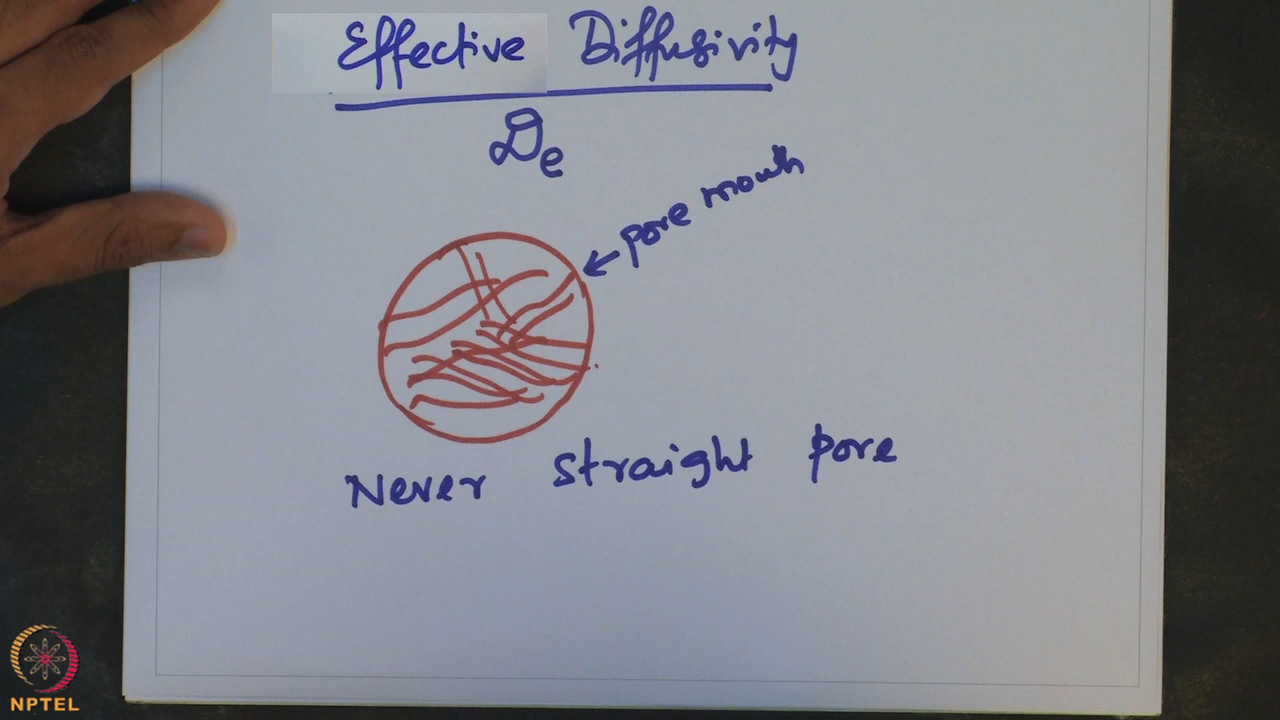 Effective Diffusivity
De
pore mouth
Never straight pore
NPTEL